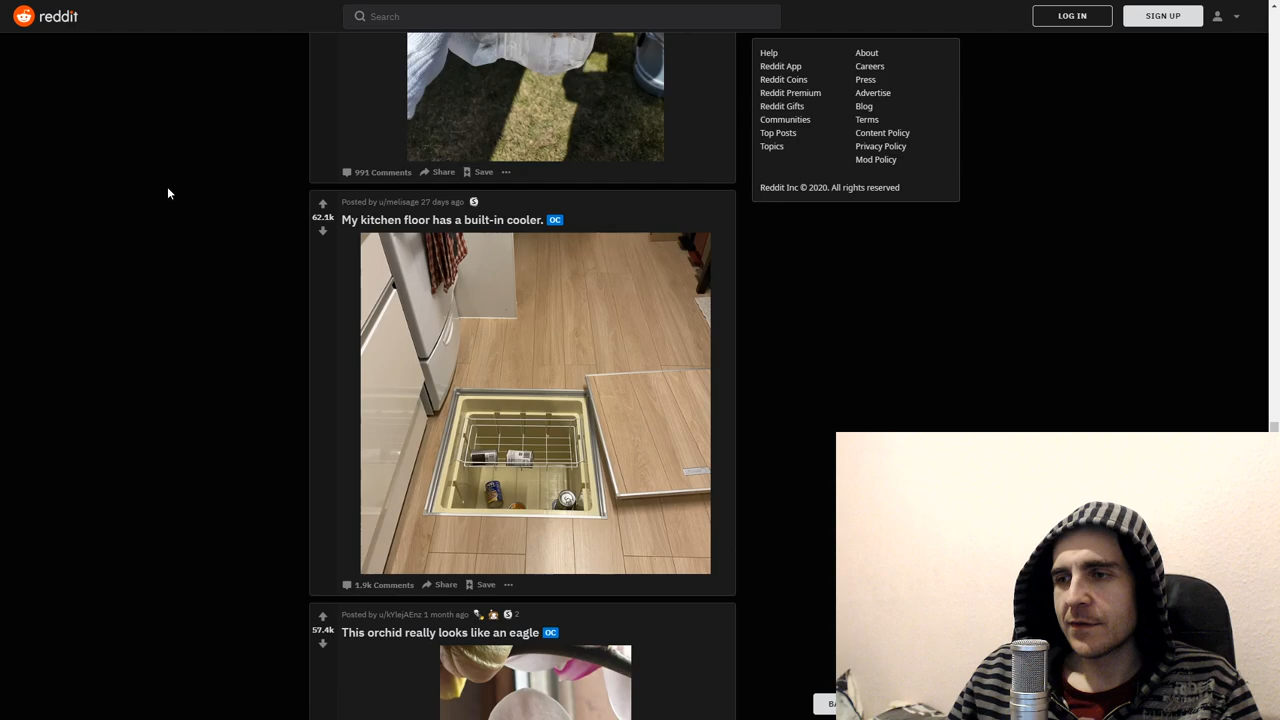 reddit
Search
LOG IN
SIGN UP
Help
About
Reddit App
Careers
Reddit Coins
Press
Reddit Premium
Advertise
Reddit Gifts
Blog
Communities
Terms
Top Posts
Content Policy
Topics
Privacy Policy
Mod Policy
Reddit Inc © 2020. All rights reserved
991 Comments Share Save
Posted by u/melisage 27 days ago
62.1k
My kitchen floor has a built-in cooler. OC
1.9k Comments Share Save
Posted by u/kYlejAEnz 1 month ago 2
57.4k
This orchid really looks like an eagle OC